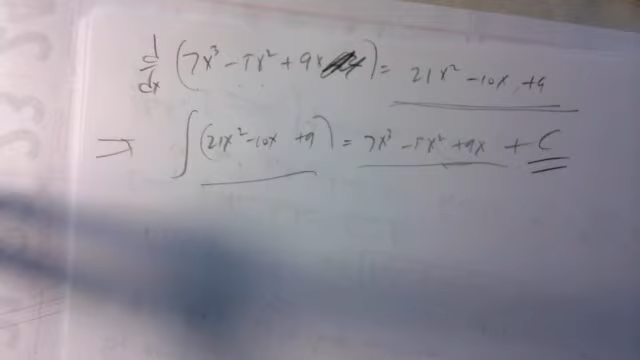 d/dx (7x³ - 5x² + 9x) = 21x² - 10x + 9
⇒ ∫(21x² - 10x + 9) = 7x³ - 5x² + 9x + C